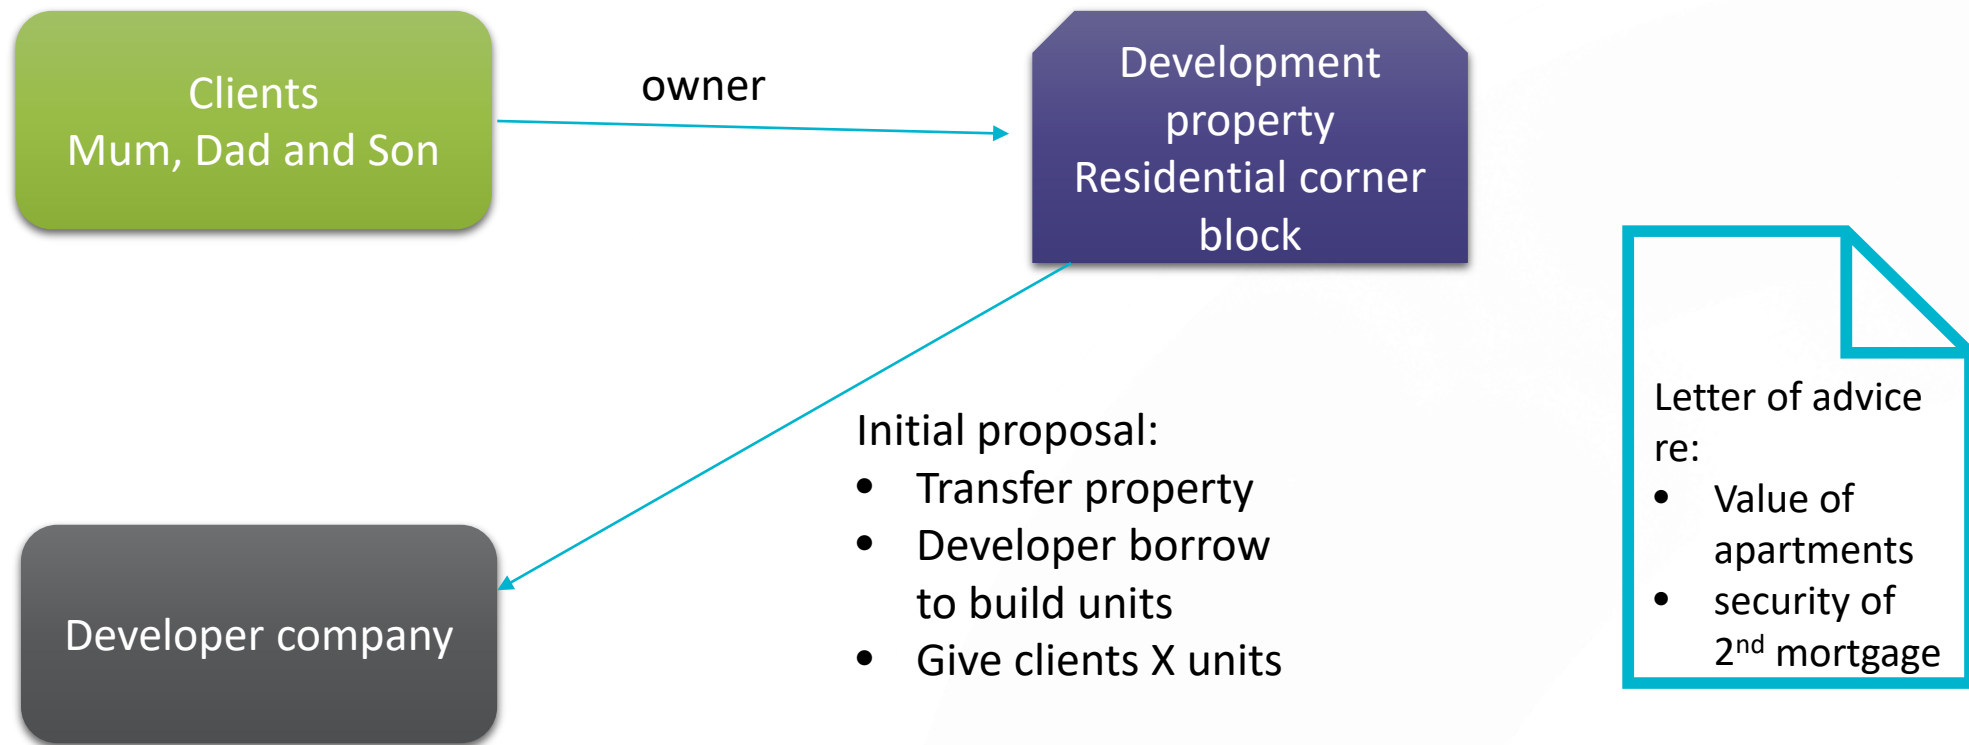 Clients
Mum, Dad and Son
owner
Development
property
Residential corner
block
Developer company
Initial proposal:
• Transfer property
• Developer borrow
to build units
• Give clients X units
Letter of advice
re:
• Value of
apartments
• security of
2nd mortgage